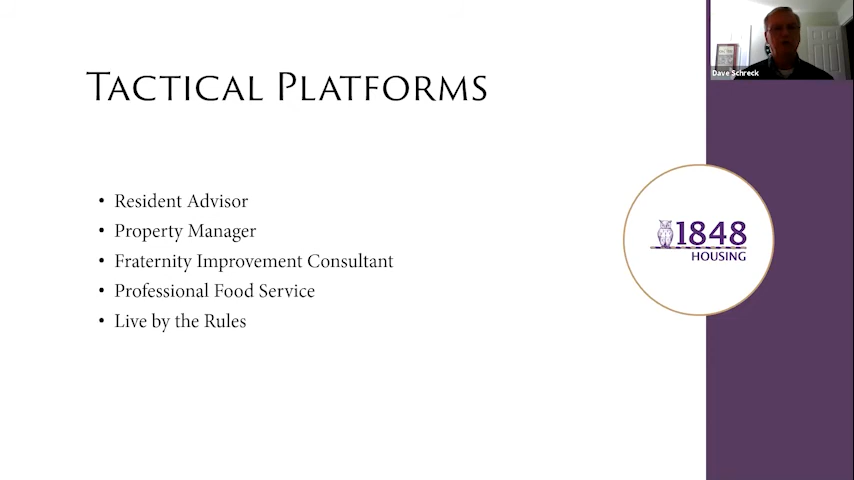 Dave Schreck
Tactical Platforms
• Resident Advisor
• Property Manager
• Fraternity Improvement Consultant
• Professional Food Service
• Live by the Rules
1848
HOUSING